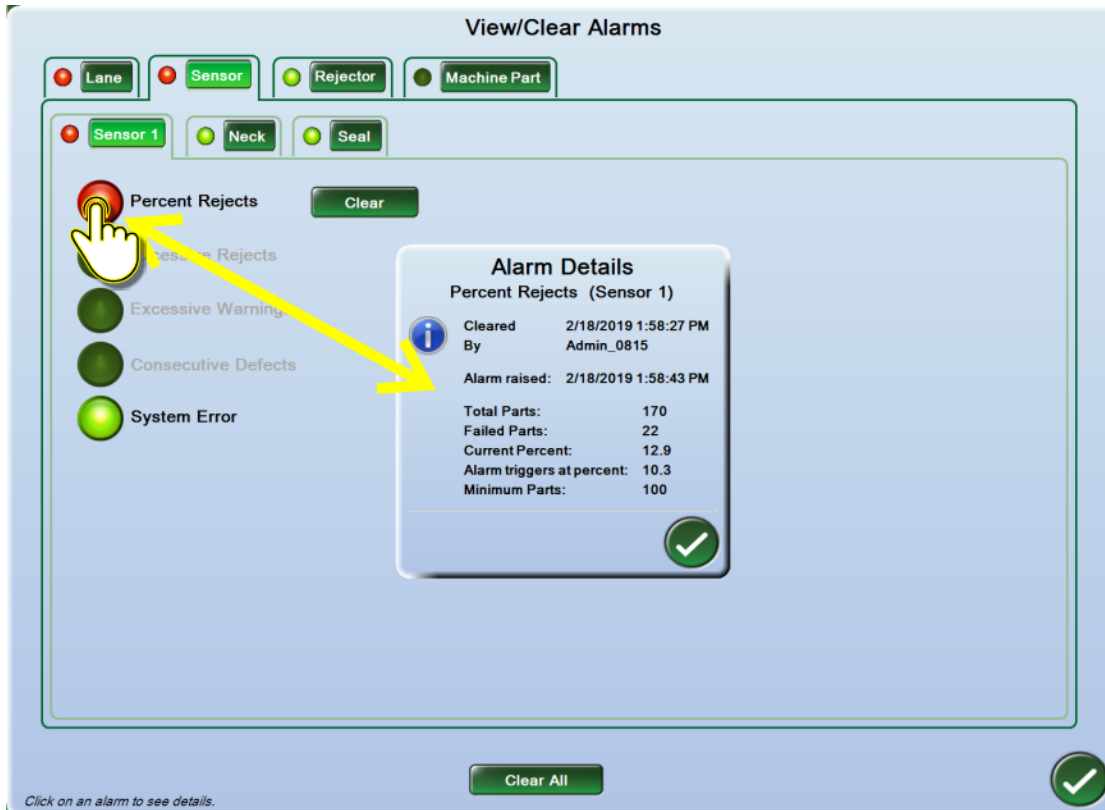 View/Clear Alarms
Lane Sensor Rejector Machine Part
Sensor 1 Neck Seal
Percent Rejects Clear
Rejects
Excessive Warning
Consecutive Defects
System Error
Alarm Details
Percent Rejects (Sensor 1)
Cleared 2/18/2019 1:58:27 PM
By Admin_0815
Alarm raised: 2/18/2019 1:58:43 PM
Total Parts: 170
Failed Parts: 22
Current Percent: 12.9
Alarm triggers at percent: 10.3
Minimum Parts: 100
Clear All
Click on an alarm to see details.